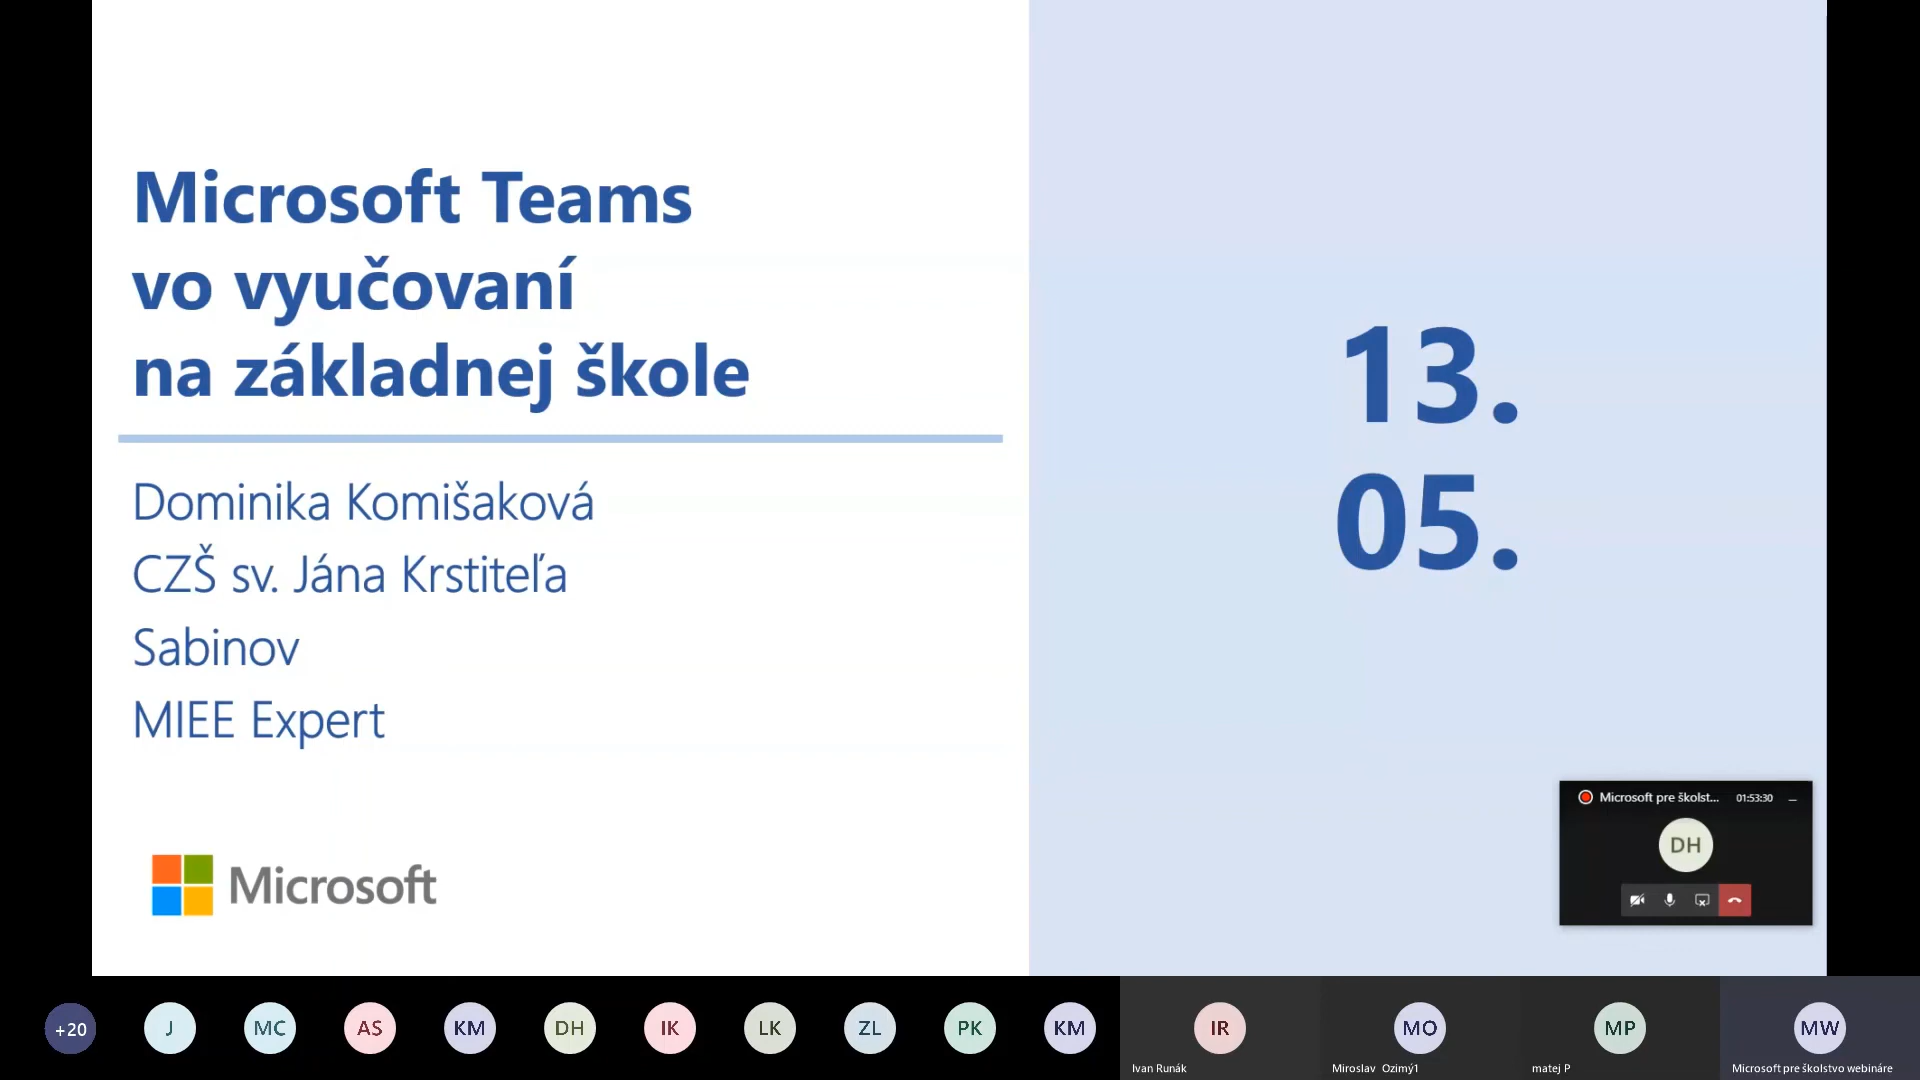 Microsoft Teams
vo vyučovaní
na základnej škole
Dominika Komišaková
CZŠ sv. Jána Krstiteľa
Sabinov
MIEE Expert
Microsoft
13.
05.
Microsoft pre školst... 01:53:30
DH
+20 J MC AS KM DH IK LK ZL PK KM IR MO MP MW
Ivan Runák Miroslav Ozimý1 matej P Microsoft pre školstvo webináre